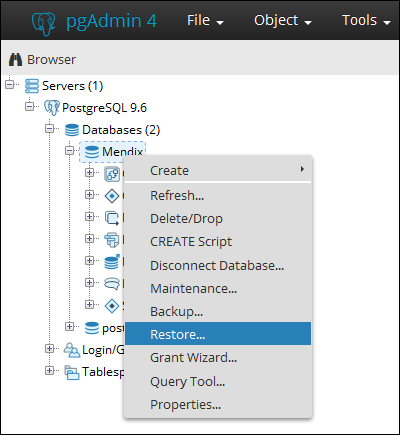 pgAdmin 4 File Object Tools
Browser
Servers (1)
PostgreSQL 9.6
Databases (2)
Mendix
Create
Refresh...
Delete/Drop
CREATE Script
Disconnect Database...
Maintenance...
Backup...
Restore...
Grant Wizard...
Query Tool...
Properties...
post
Login/G
Tablesp